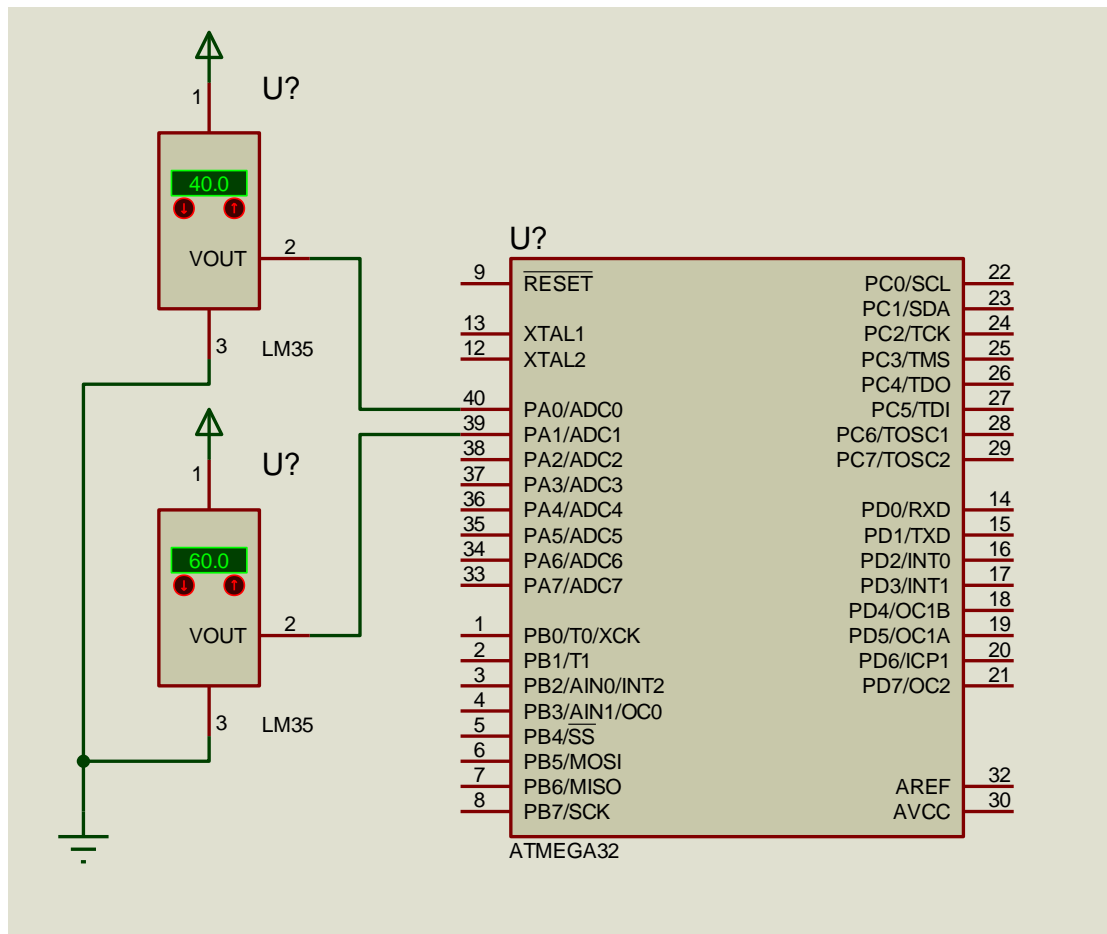 U?
1
40.0
VOUT
2
3
LM35
U?
1
60.0
VOUT
2
3
LM35
U?
9
RESET
13
XTAL1
12
XTAL2
40
PA0/ADC0
39
PA1/ADC1
38
PA2/ADC2
37
PA3/ADC3
36
PA4/ADC4
35
PA5/ADC5
34
PA6/ADC6
33
PA7/ADC7
1
PB0/T0/XCK
2
PB1/T1
3
PB2/AIN0/INT2
4
PB3/AIN1/OC0
5
PB4/SS
6
PB5/MOSI
7
PB6/MISO
8
PB7/SCK
PC0/SCL
22
PC1/SDA
23
PC2/TCK
24
PC3/TMS
25
PC4/TDO
26
PC5/TDI
27
PC6/TOSC1
28
PC7/TOSC2
29
PD0/RXD
14
PD1/TXD
15
PD2/INT0
16
PD3/INT1
17
PD4/OC1B
18
PD5/OC1A
19
PD6/ICP1
20
PD7/OC2
21
AREF
32
AVCC
30
ATMEGA32